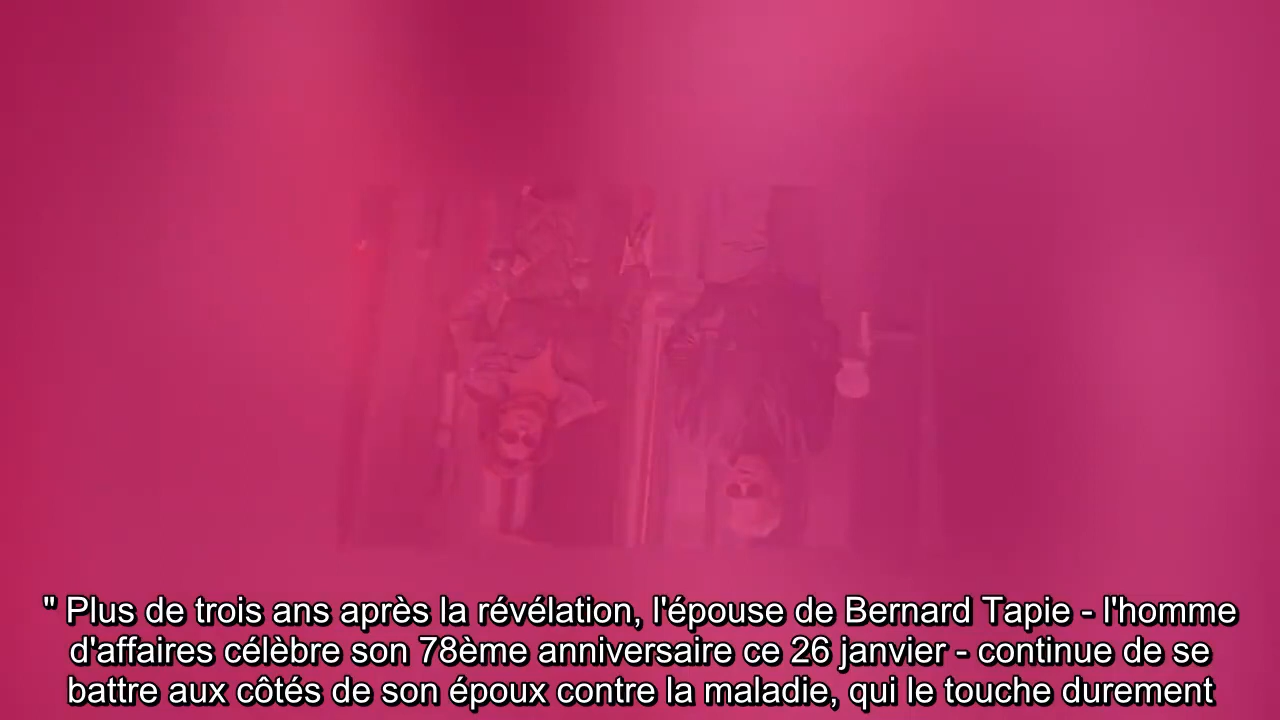 " Plus de trois ans après la révélation, l'épouse de Bernard Tapie - l'homme
d'affaires célèbre son 78ème anniversaire ce 26 janvier - continue de se
battre aux côtés de son époux contre la maladie, qui le touche durement